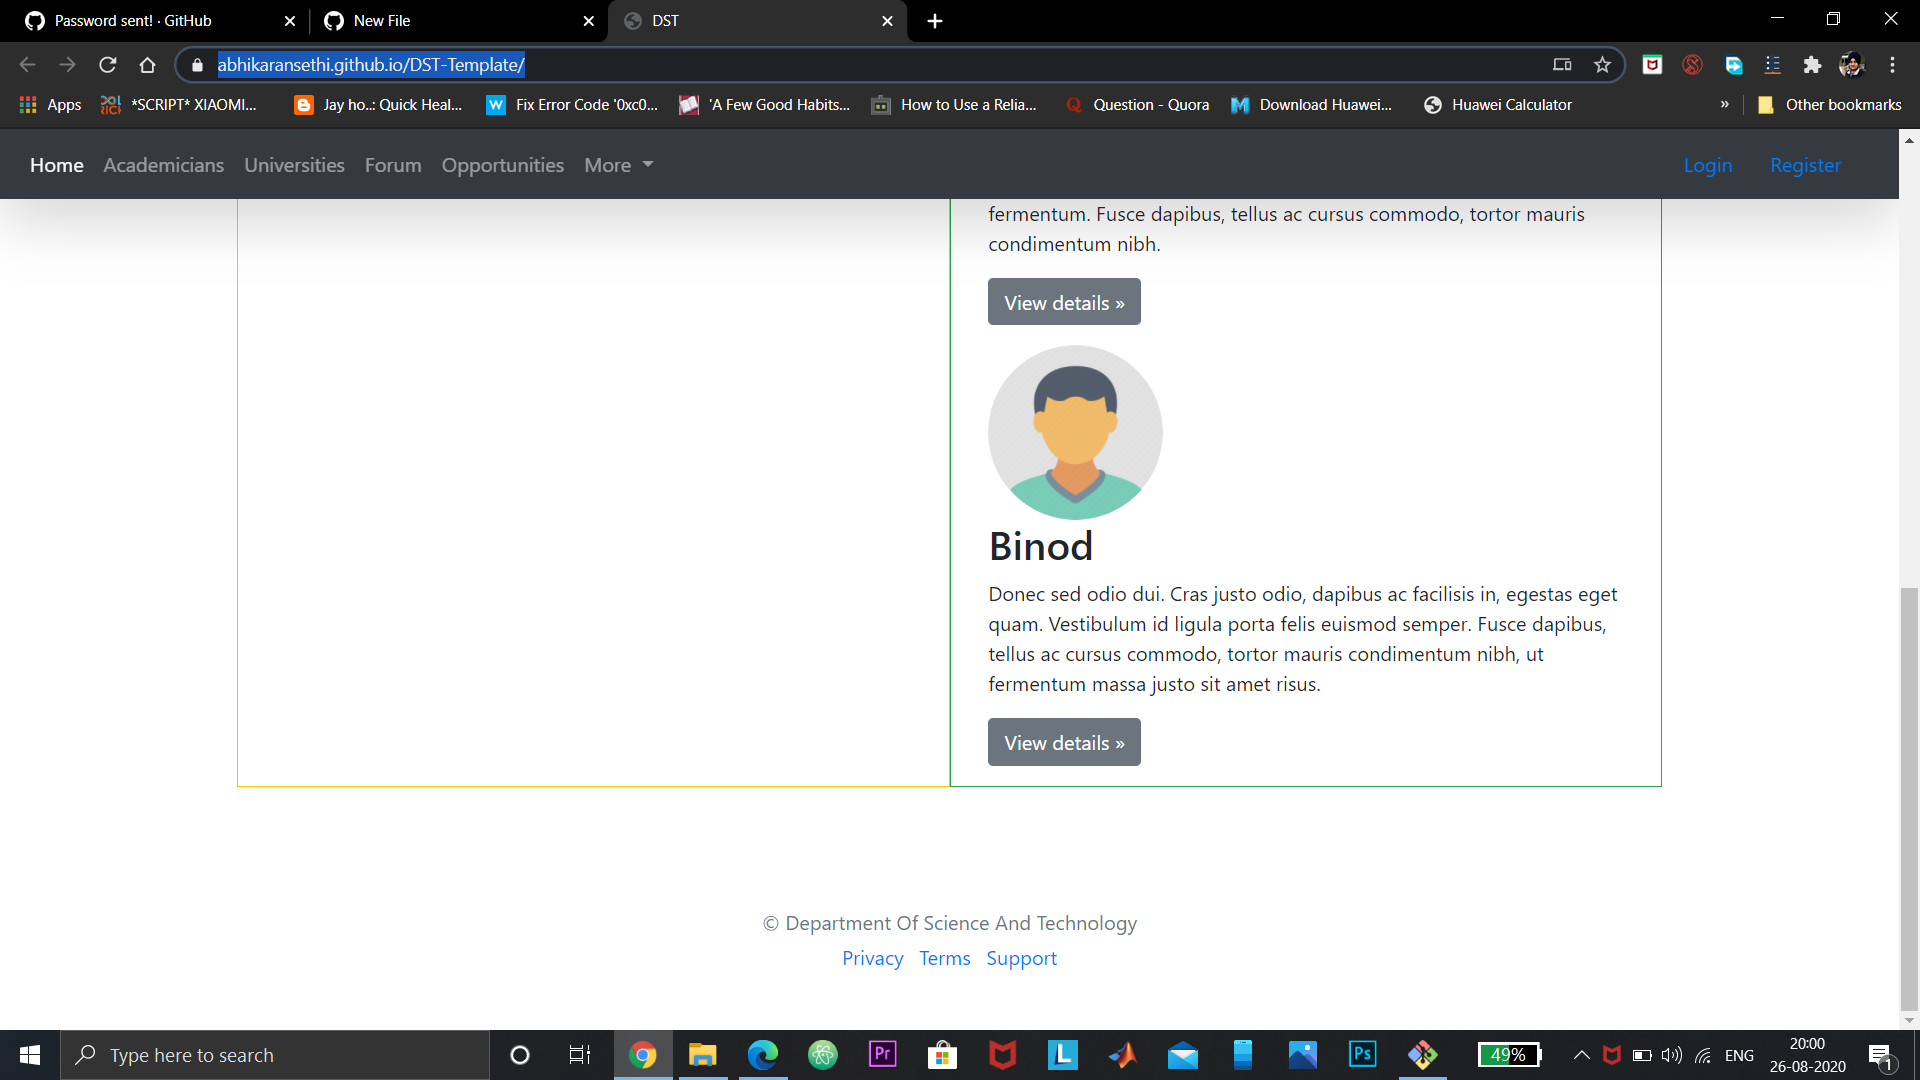 Password sent! · GitHub
New File
DST
abhikaransethi.github.io/DST-Template/
Apps
*SCRIPT* XIAOMI...
Jay ho..: Quick Heal...
Fix Error Code '0xc0...
'A Few Good Habits...
How to Use a Relia...
Question - Quora
Download Huawei...
Huawei Calculator
»
Other bookmarks
Home Academicians Universities Forum Opportunities More
Login Register
fermentum. Fusce dapibus, tellus ac cursus commodo, tortor mauris
condimentum nibh.
View details »
Binod
Donec sed odio dui. Cras justo odio, dapibus ac facilisis in, egestas eget
quam. Vestibulum id ligula porta felis euismod semper. Fusce dapibus,
tellus ac cursus commodo, tortor mauris condimentum nibh, ut
fermentum massa justo sit amet risus.
View details »
© Department Of Science And Technology
Privacy Terms Support
Type here to search
Pr
L
Ps
49%
ENG
20:00
26-08-2020
1